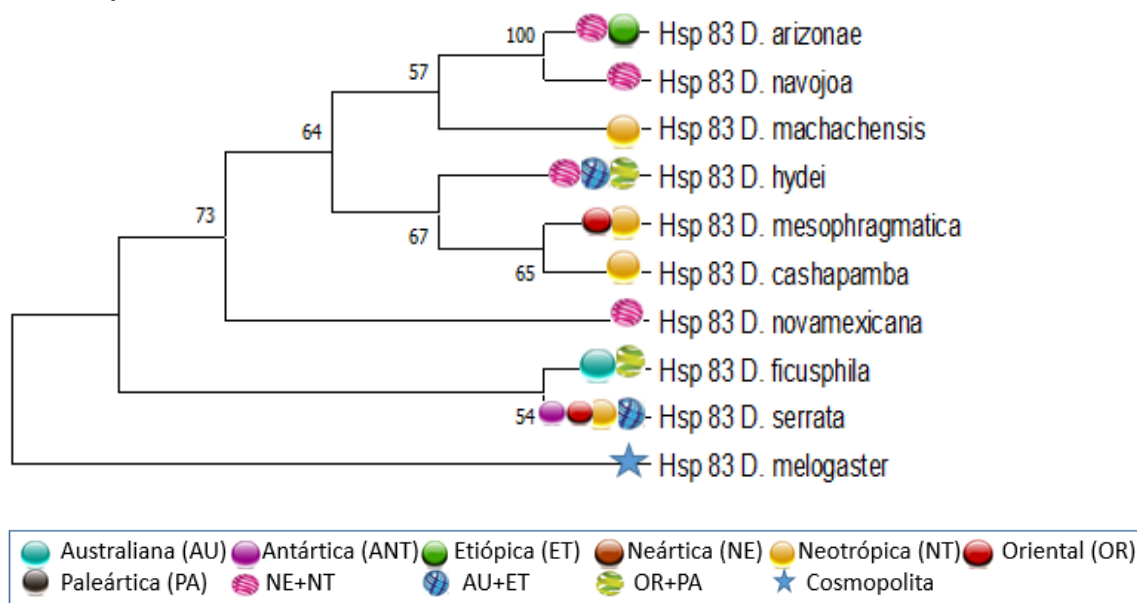 100
Hsp 83 D. arizonae
57
Hsp 83 D. navojoa
Hsp 83 D. machachensis
64
Hsp 83 D. hydei
73
Hsp 83 D. mesophragmatica
67
65
Hsp 83 D. cashapamba
Hsp 83 D. novamexicana
Hsp 83 D. ficusphila
54
Hsp 83 D. serrata
Hsp 83 D. melogaster
Australiana (AU) Antártica (ANT) Etiópica (ET) Neártica (NE) Neotrópica (NT) Oriental (OR)
Paleártica (PA) NE+NT AU+ET OR+PA Cosmopolita